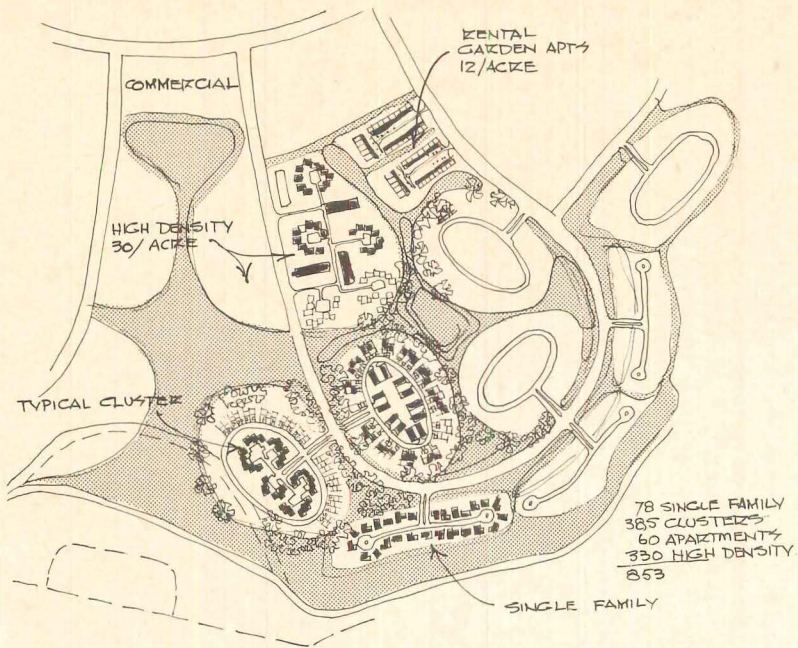 RENTAL
GARDEN APTS
12/ACRE
COMMERCIAL
HIGH DENSITY
30/ACRE
TYPICAL CLUSTER
78 SINGLE FAMILY
385 CLUSTERS
60 APARTMENTS
330 HIGH DENSITY
853
SINGLE FAMILY